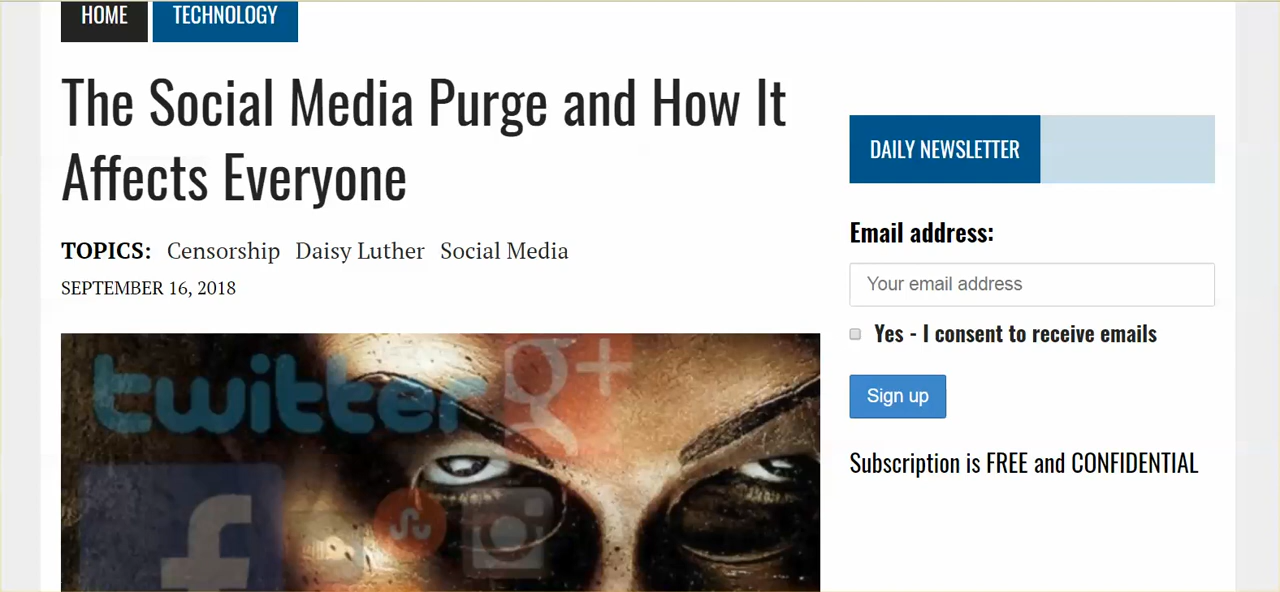 HOME
TECHNOLOGY
The Social Media Purge and How It
Affects Everyone
TOPICS: Censorship Daisy Luther Social Media
SEPTEMBER 16, 2018
twitter
g+
f
DAILY NEWSLETTER
Email address:
Your email address
Yes - I consent to receive emails
Sign up
Subscription is FREE and CONFIDENTIAL